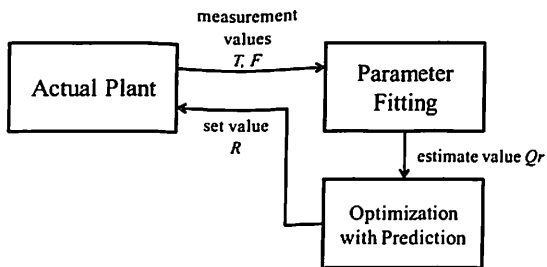 measurement
values
T, F
Actual Plant
Parameter
Fitting
set value
R
estimate value Qr
Optimization
with Prediction